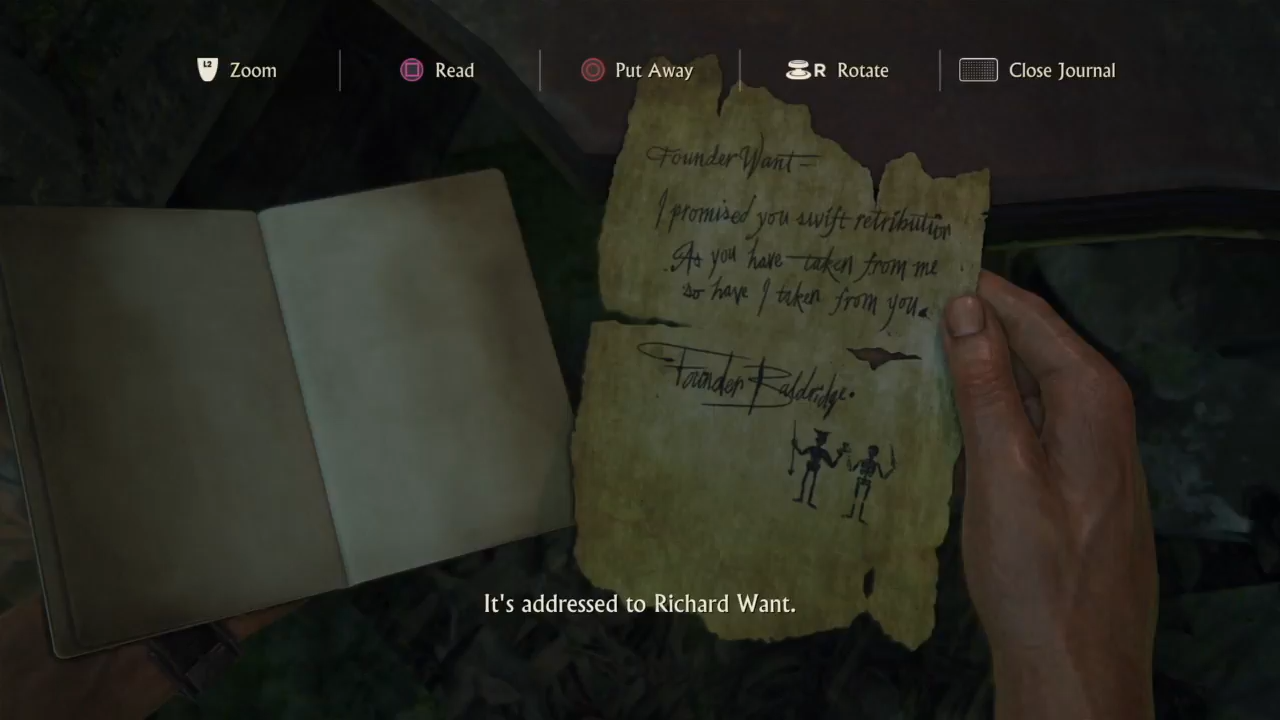 L2 Zoom
Read
Put Away
R Rotate
Close Journal
Founder Want-
I promised you swift retribution
As you have taken from me
so have I taken from you.
Founder Baldridge.
It's addressed to Richard Want.